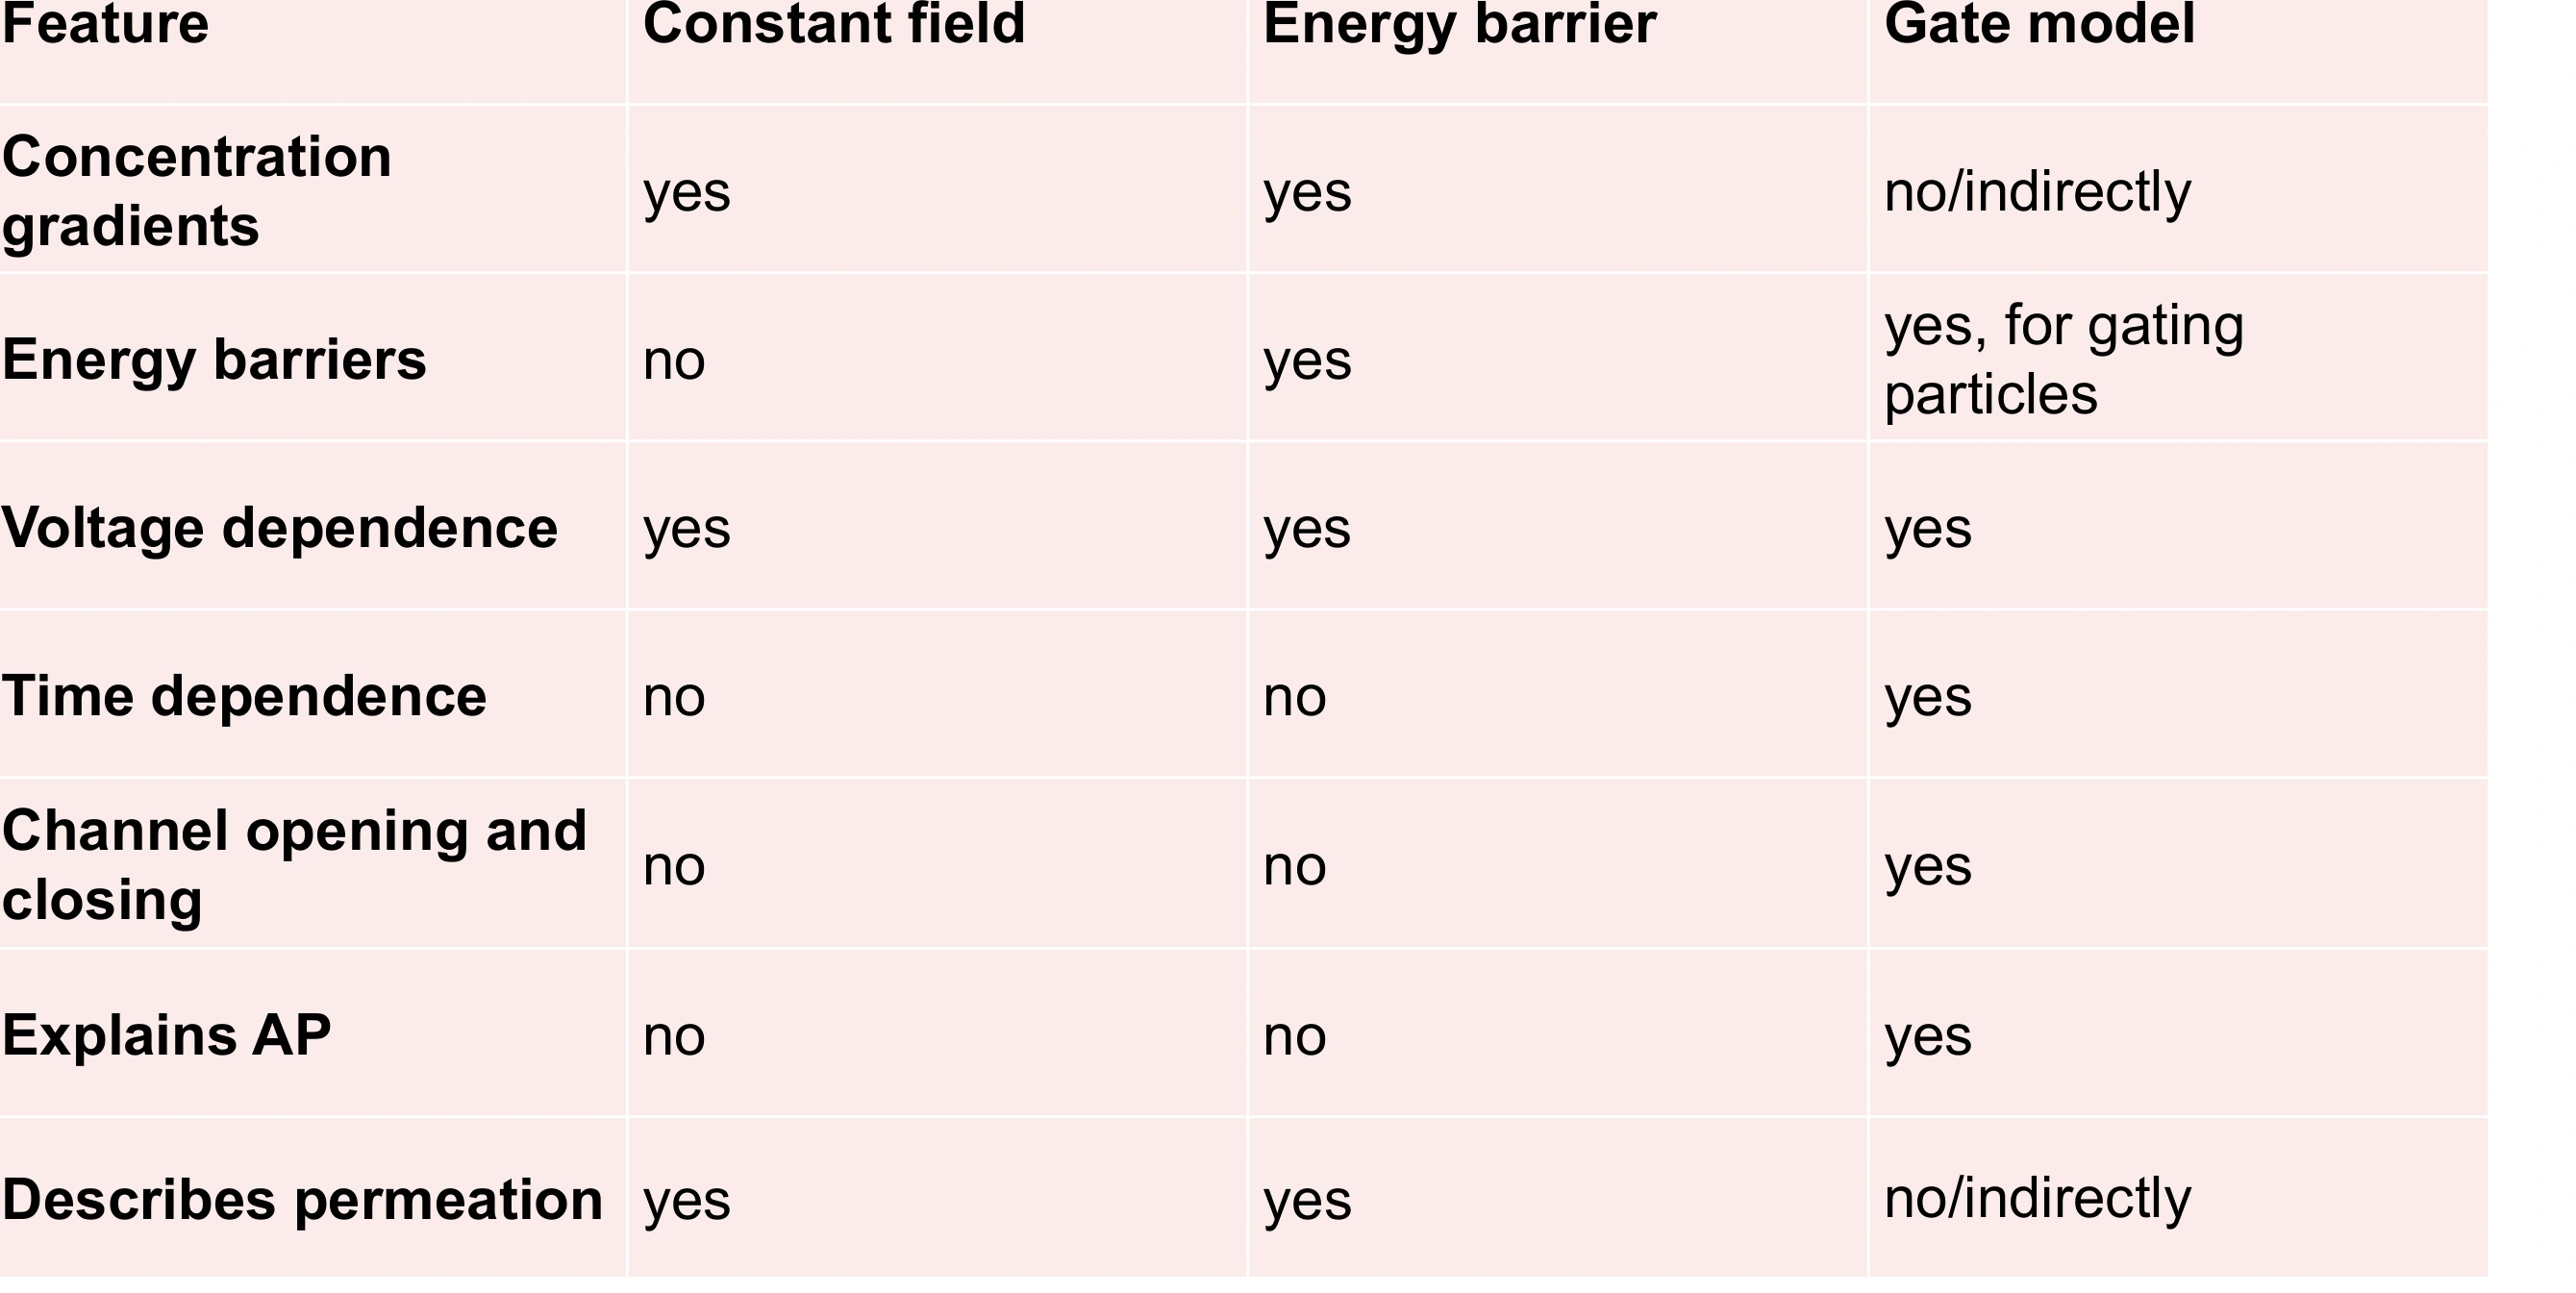 Feature Constant field Energy barrier Gate model
Concentration
gradients
yes yes no/indirectly
Energy barriers no yes
yes, for gating
particles
Voltage dependence yes yes yes
Time dependence no no yes
Channel opening and
closing
no no yes
Explains AP no no yes
Describes permeation yes yes no/indirectly